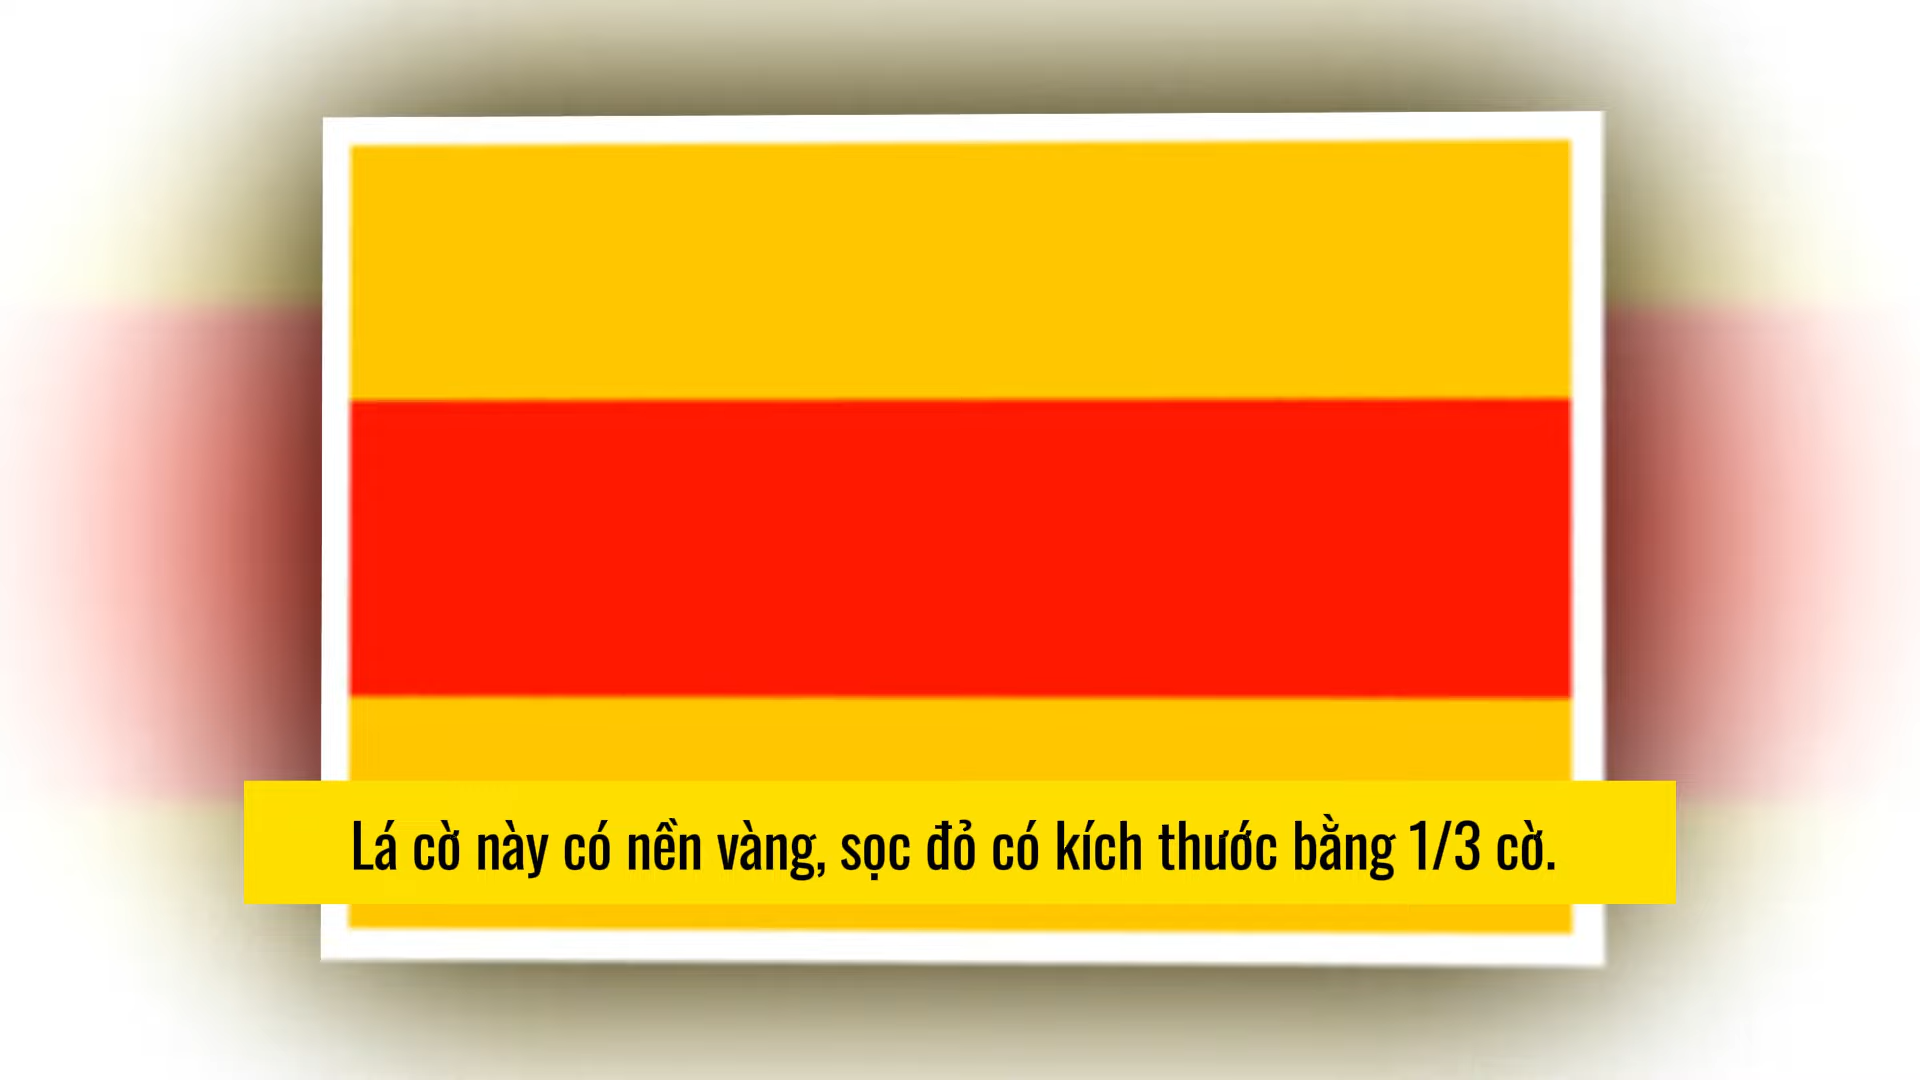 Lá cờ này có nền vàng, sọc đỏ có kích thước bằng 1/3 cờ.